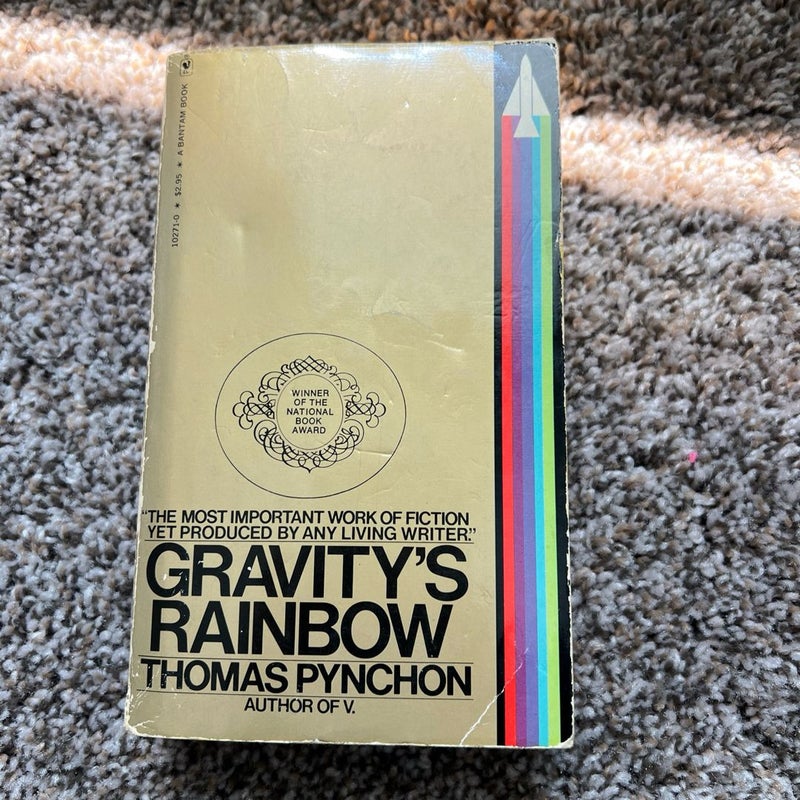 10271-0 * $2.95 * A BANTAM BOOK
WINNER
OF THE
NATIONAL
BOOK
AWARD
"THE MOST IMPORTANT WORK OF FICTION
YET PRODUCED BY ANY LIVING WRITER."
GRAVITY'S
RAINBOW
THOMAS PYNCHON
AUTHOR OF V.